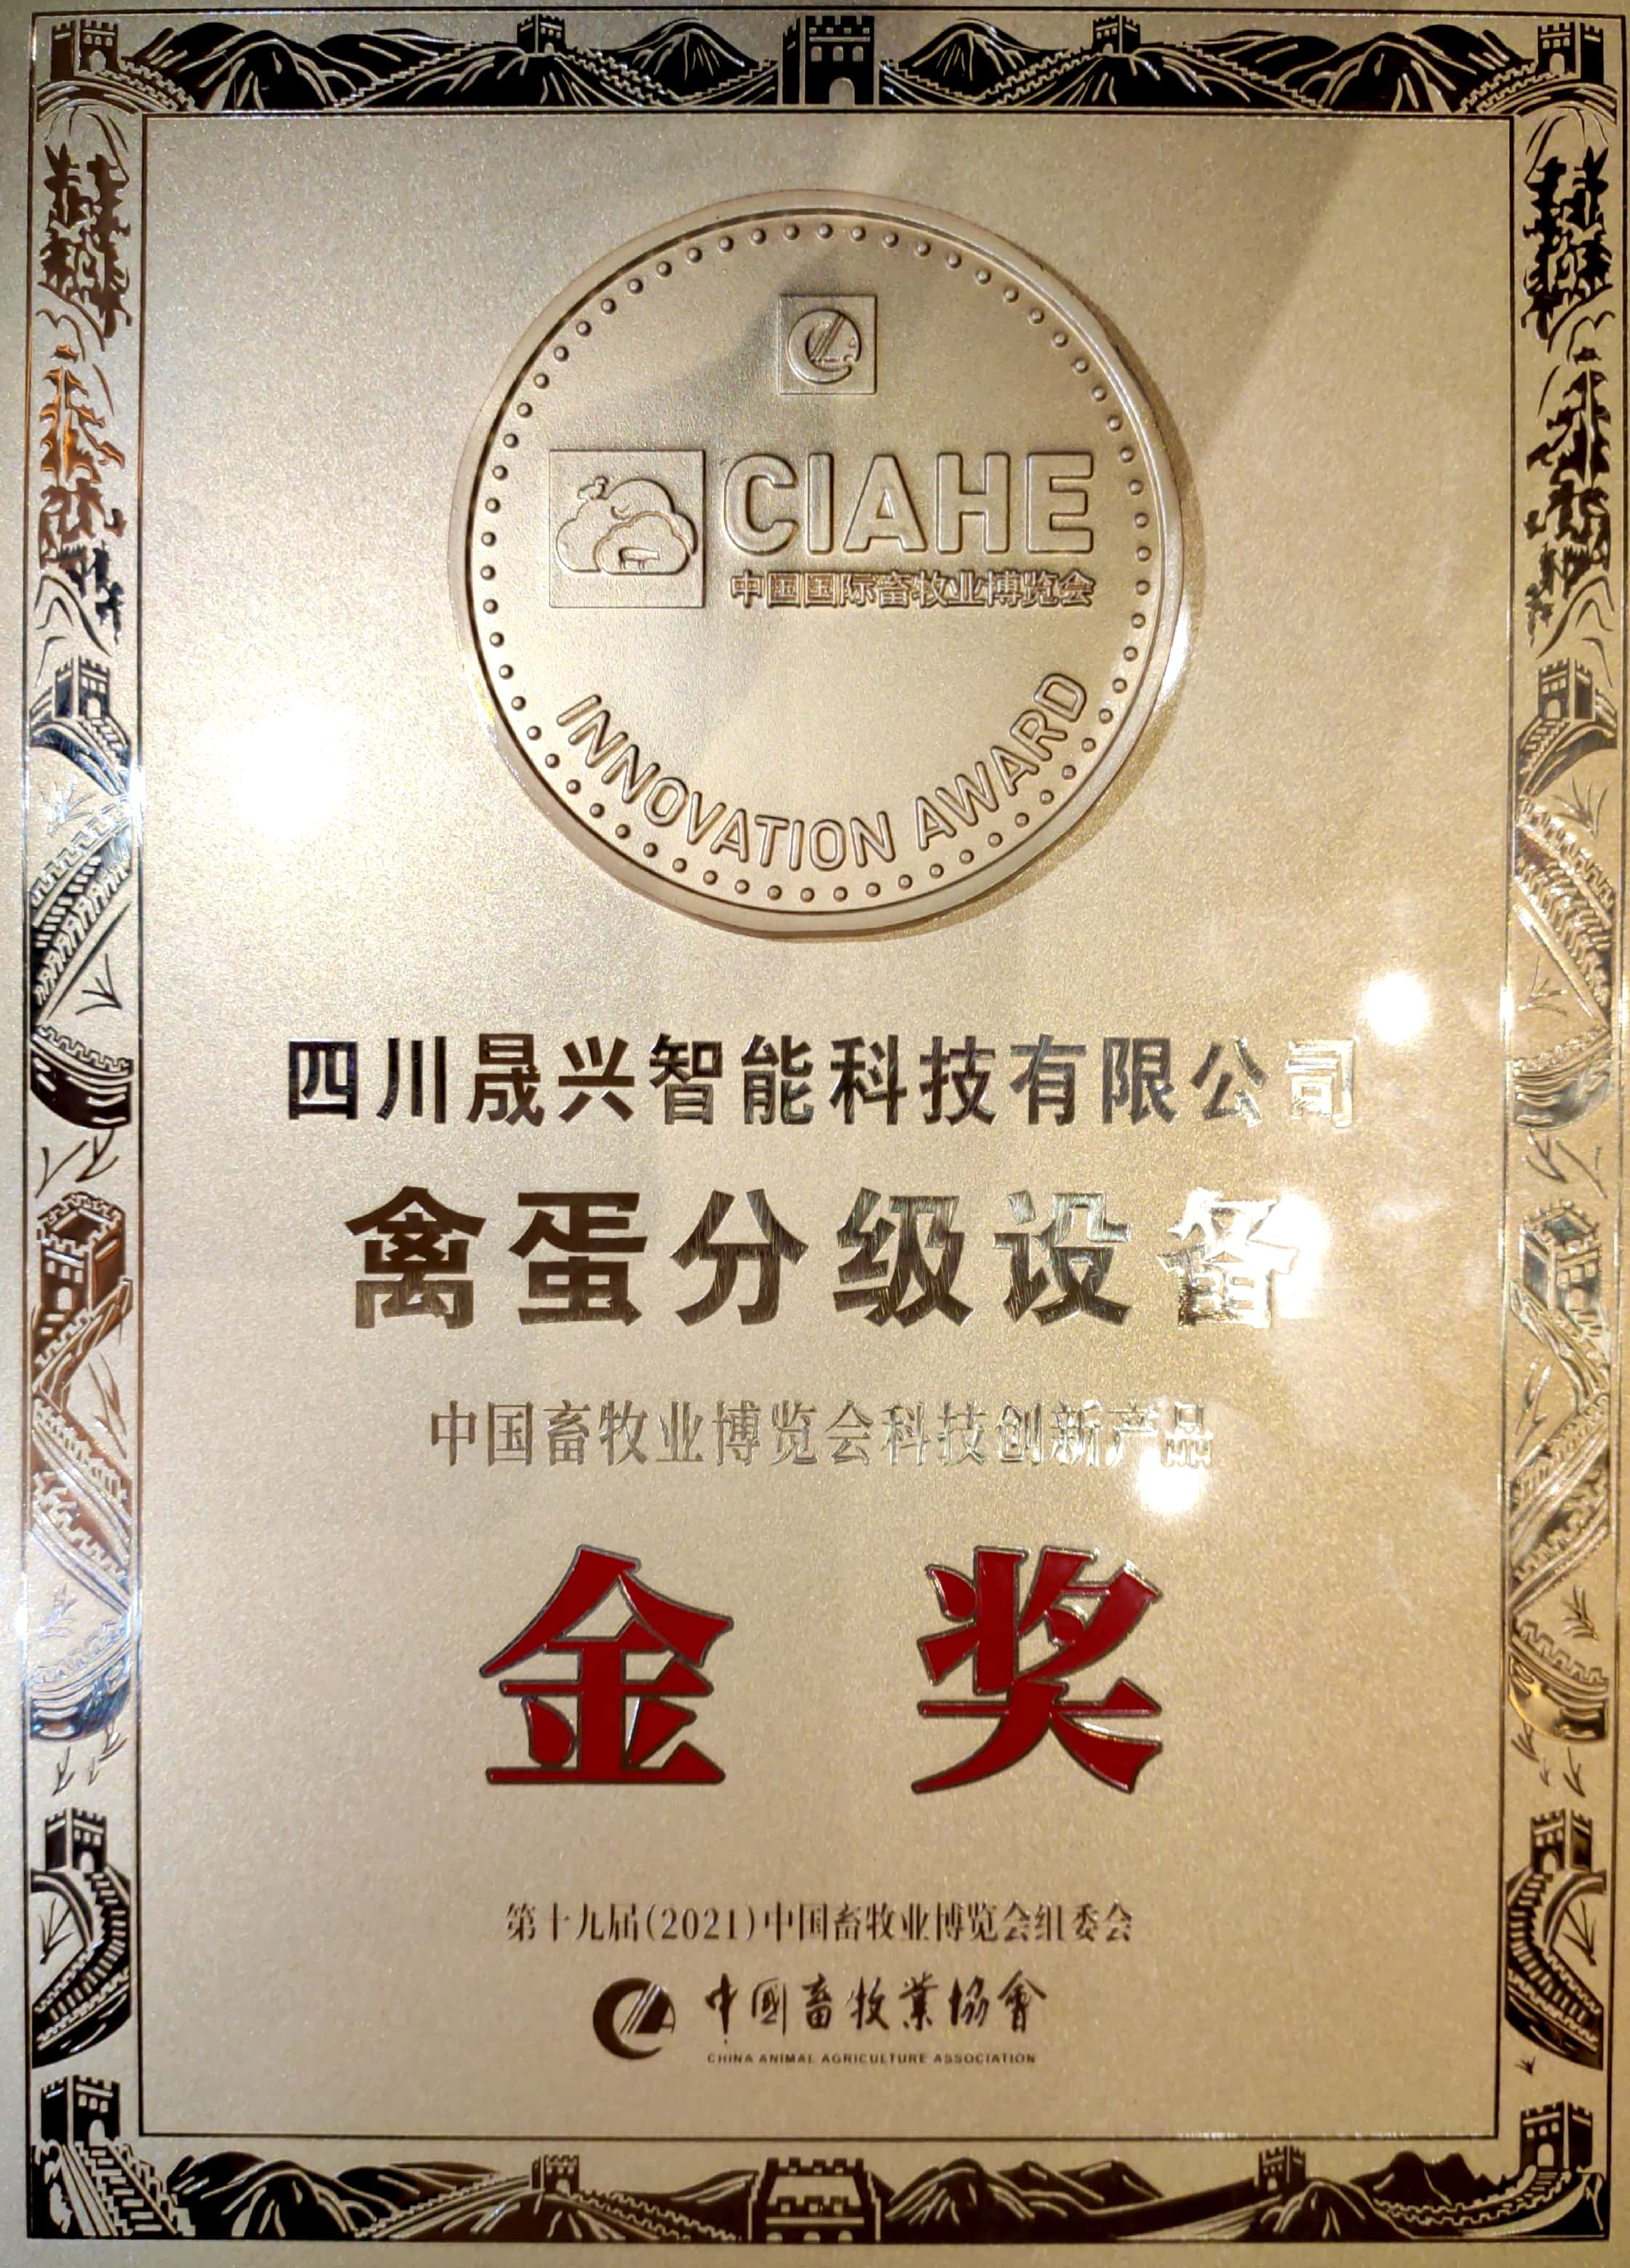 CIAHE
中国国际畜牧业博览会
INNOVATION AWARD
四川晟兴智能科技有限公司
禽蛋分级设备
中国畜牧业博览会科技创新产品
金奖
第十九届(2021)中国畜牧业博览会组委会
中國畜牧業協會
CHINA ANIMAL AGRICULTURE ASSOCIATION